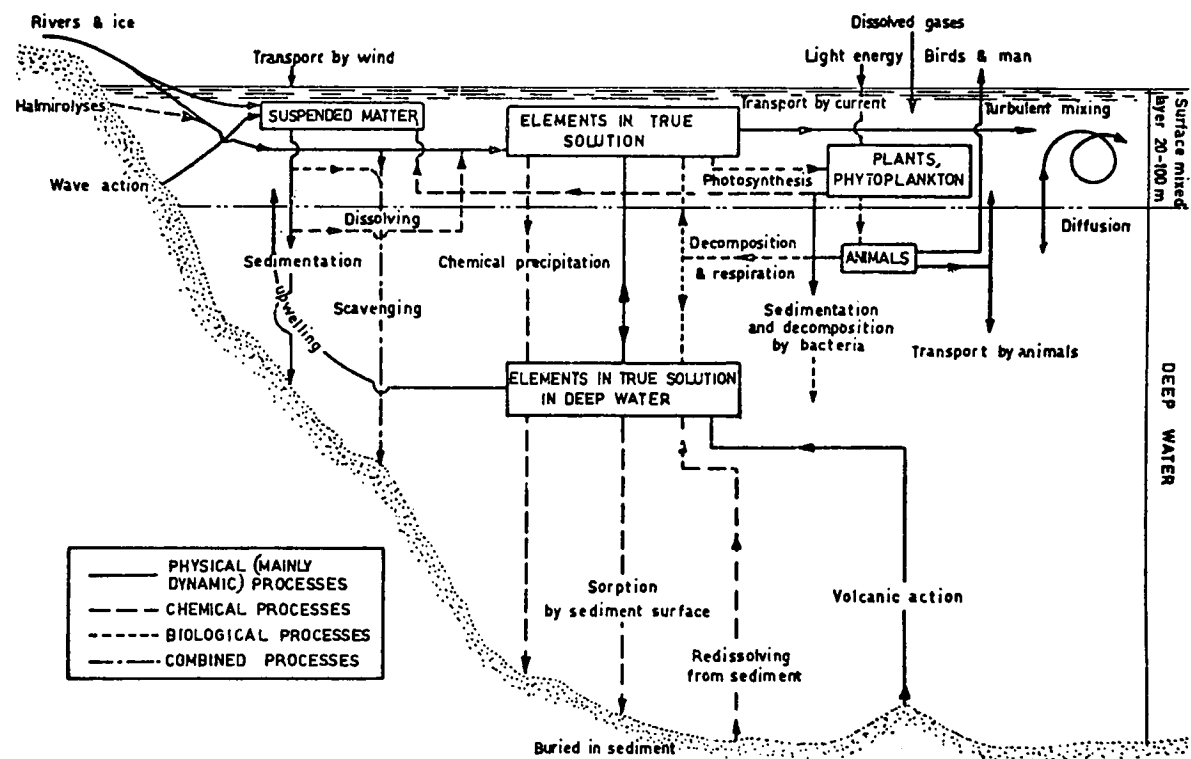 Rivers & ice
Dissolved gases
Transport by wind
Light energy
Birds & man
Halmirolyses
SUSPENDED MATTER
ELEMENTS IN TRUE
SOLUTION
Transport by current
Turbulent mixing
Surface mixed
layer 20-100 m
PLANTS,
PHYTOPLANKTON
Photosynthesis
Wave action
Dissolving
Diffusion
Sedimentation
Chemical precipitation
Decomposition
& respiration
ANIMALS
upwelling
Scavenging
Sedimentation
and decomposition
by bacteria
Transport by animals
ELEMENTS IN TRUE SOLUTION
IN DEEP WATER
DEEP WATER
PHYSICAL (MAINLY
DYNAMIC) PROCESSES
CHEMICAL PROCESSES
BIOLOGICAL PROCESSES
COMBINED PROCESSES
Sorption
by sediment surface
Volcanic action
Redissolving
from sediment
Buried in sediment